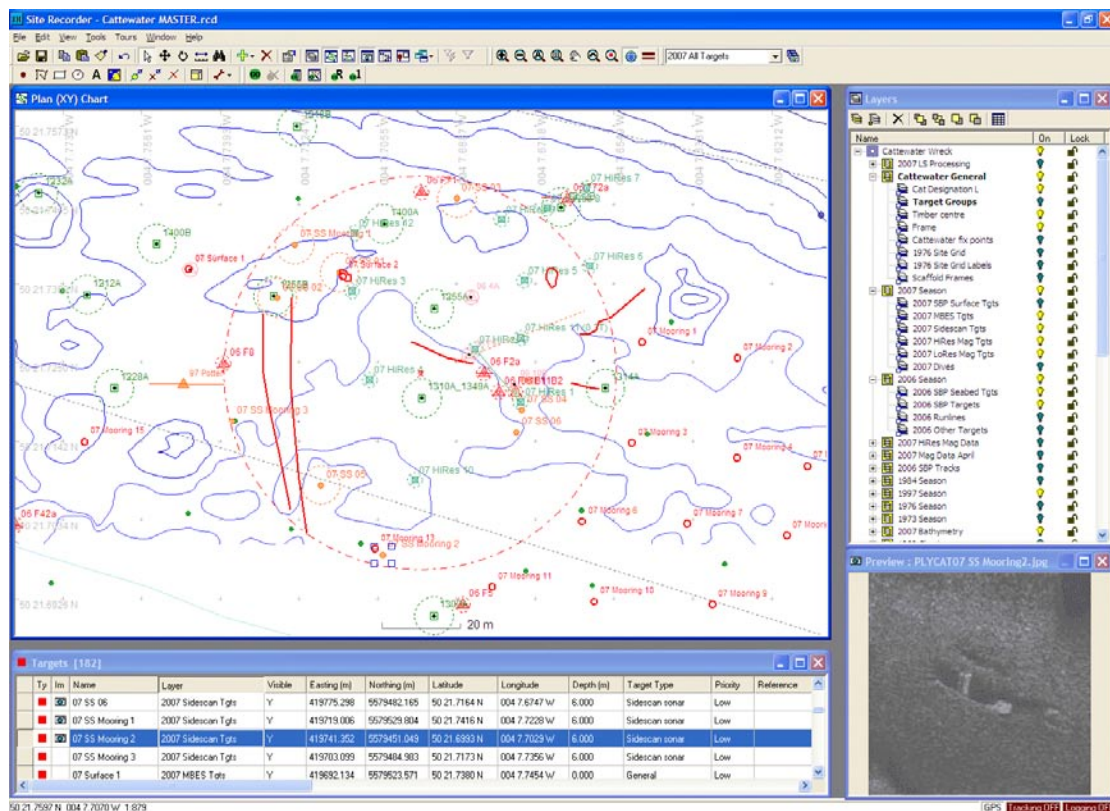 Site Recorder - Cattewater MASTER.rcd
File Edit View Tools Tours Window Help
2007 All Targets
Plan (XY) Chart
1400A
1400B
07 Surface 1
07 Surface 2
07 HiRes 7
07 HiRes 6
07 HiRes 5
07 HiRes 3
1255A
07 Mooring 1
07 Mooring 2
06 F8
06 F2a
1228A
1310A_1349A
1314A
07 HiRes 1
07 SS 04
07 SS 06
07 SS Mooring 3
07 Mooring 15
07 Mooring 3
07 Mooring 4
07 HiRes 10
07 SS 05
06 F42a
07 Mooring 6
07 Mooring 7
07 Mooring 13
SS Mooring 2
07 Mooring 11
07 Mooring 10
07 Mooring 9
06 F5
50 21.6926 N
20 m
Layers
Name On Lock
Cattewater Wreck
2007 LS Processing
Cattewater General
Cat Designation L
Target Groups
Timber centre
Frame
Cattewater fix points
1976 Site Grid
1976 Site Grid Labels
Scaffold Frames
2007 Season
2007 SBP Surface Tgts
2007 MBES Tgts
2007 Sidescan Tgts
2007 HiRes Mag Tgts
2007 LoRes Mag Tgts
2007 Dives
2006 Season
2006 SBP Seabed Tgts
2006 SBP Targets
2006 Runlines
2006 Other Targets
2007 HiRes Mag Data
2007 Mag Data April
2006 SBP Tracks
1984 Season
1997 Season
1976 Season
1973 Season
2007 Bathymetry
Preview : PLYCAT07 SS Mooring2.jpg
Targets [182]
Ty Im Name Layer Visible Easting (m) Northing (m) Latitude Longitude Depth (m) Target Type Priority Reference
07 SS 06 2007 Sidescan Tgts Y 419775.298 5579482.165 50 21.7164 N 004 7.6747 W 6.000 Sidescan sonar Low
07 SS Mooring 1 2007 Sidescan Tgts Y 419719.006 5579529.804 50 21.7416 N 004 7.7228 W 6.000 Sidescan sonar Low
07 SS Mooring 2 2007 Sidescan Tgts Y 419741.352 5579451.049 50 21.6993 N 004 7.7029 W 6.000 Sidescan sonar Low
07 SS Mooring 3 2007 Sidescan Tgts Y 419703.099 5579484.983 50 21.7173 N 004 7.7356 W 6.000 Sidescan sonar Low
07 Surface 1 2007 MBES Tgts Y 419692.134 5579523.571 50 21.7380 N 004 7.7454 W 0.000 General Low
50 21.7597 N 004 7.7070 W 1:879
GPS Tracking OFF Logging OF